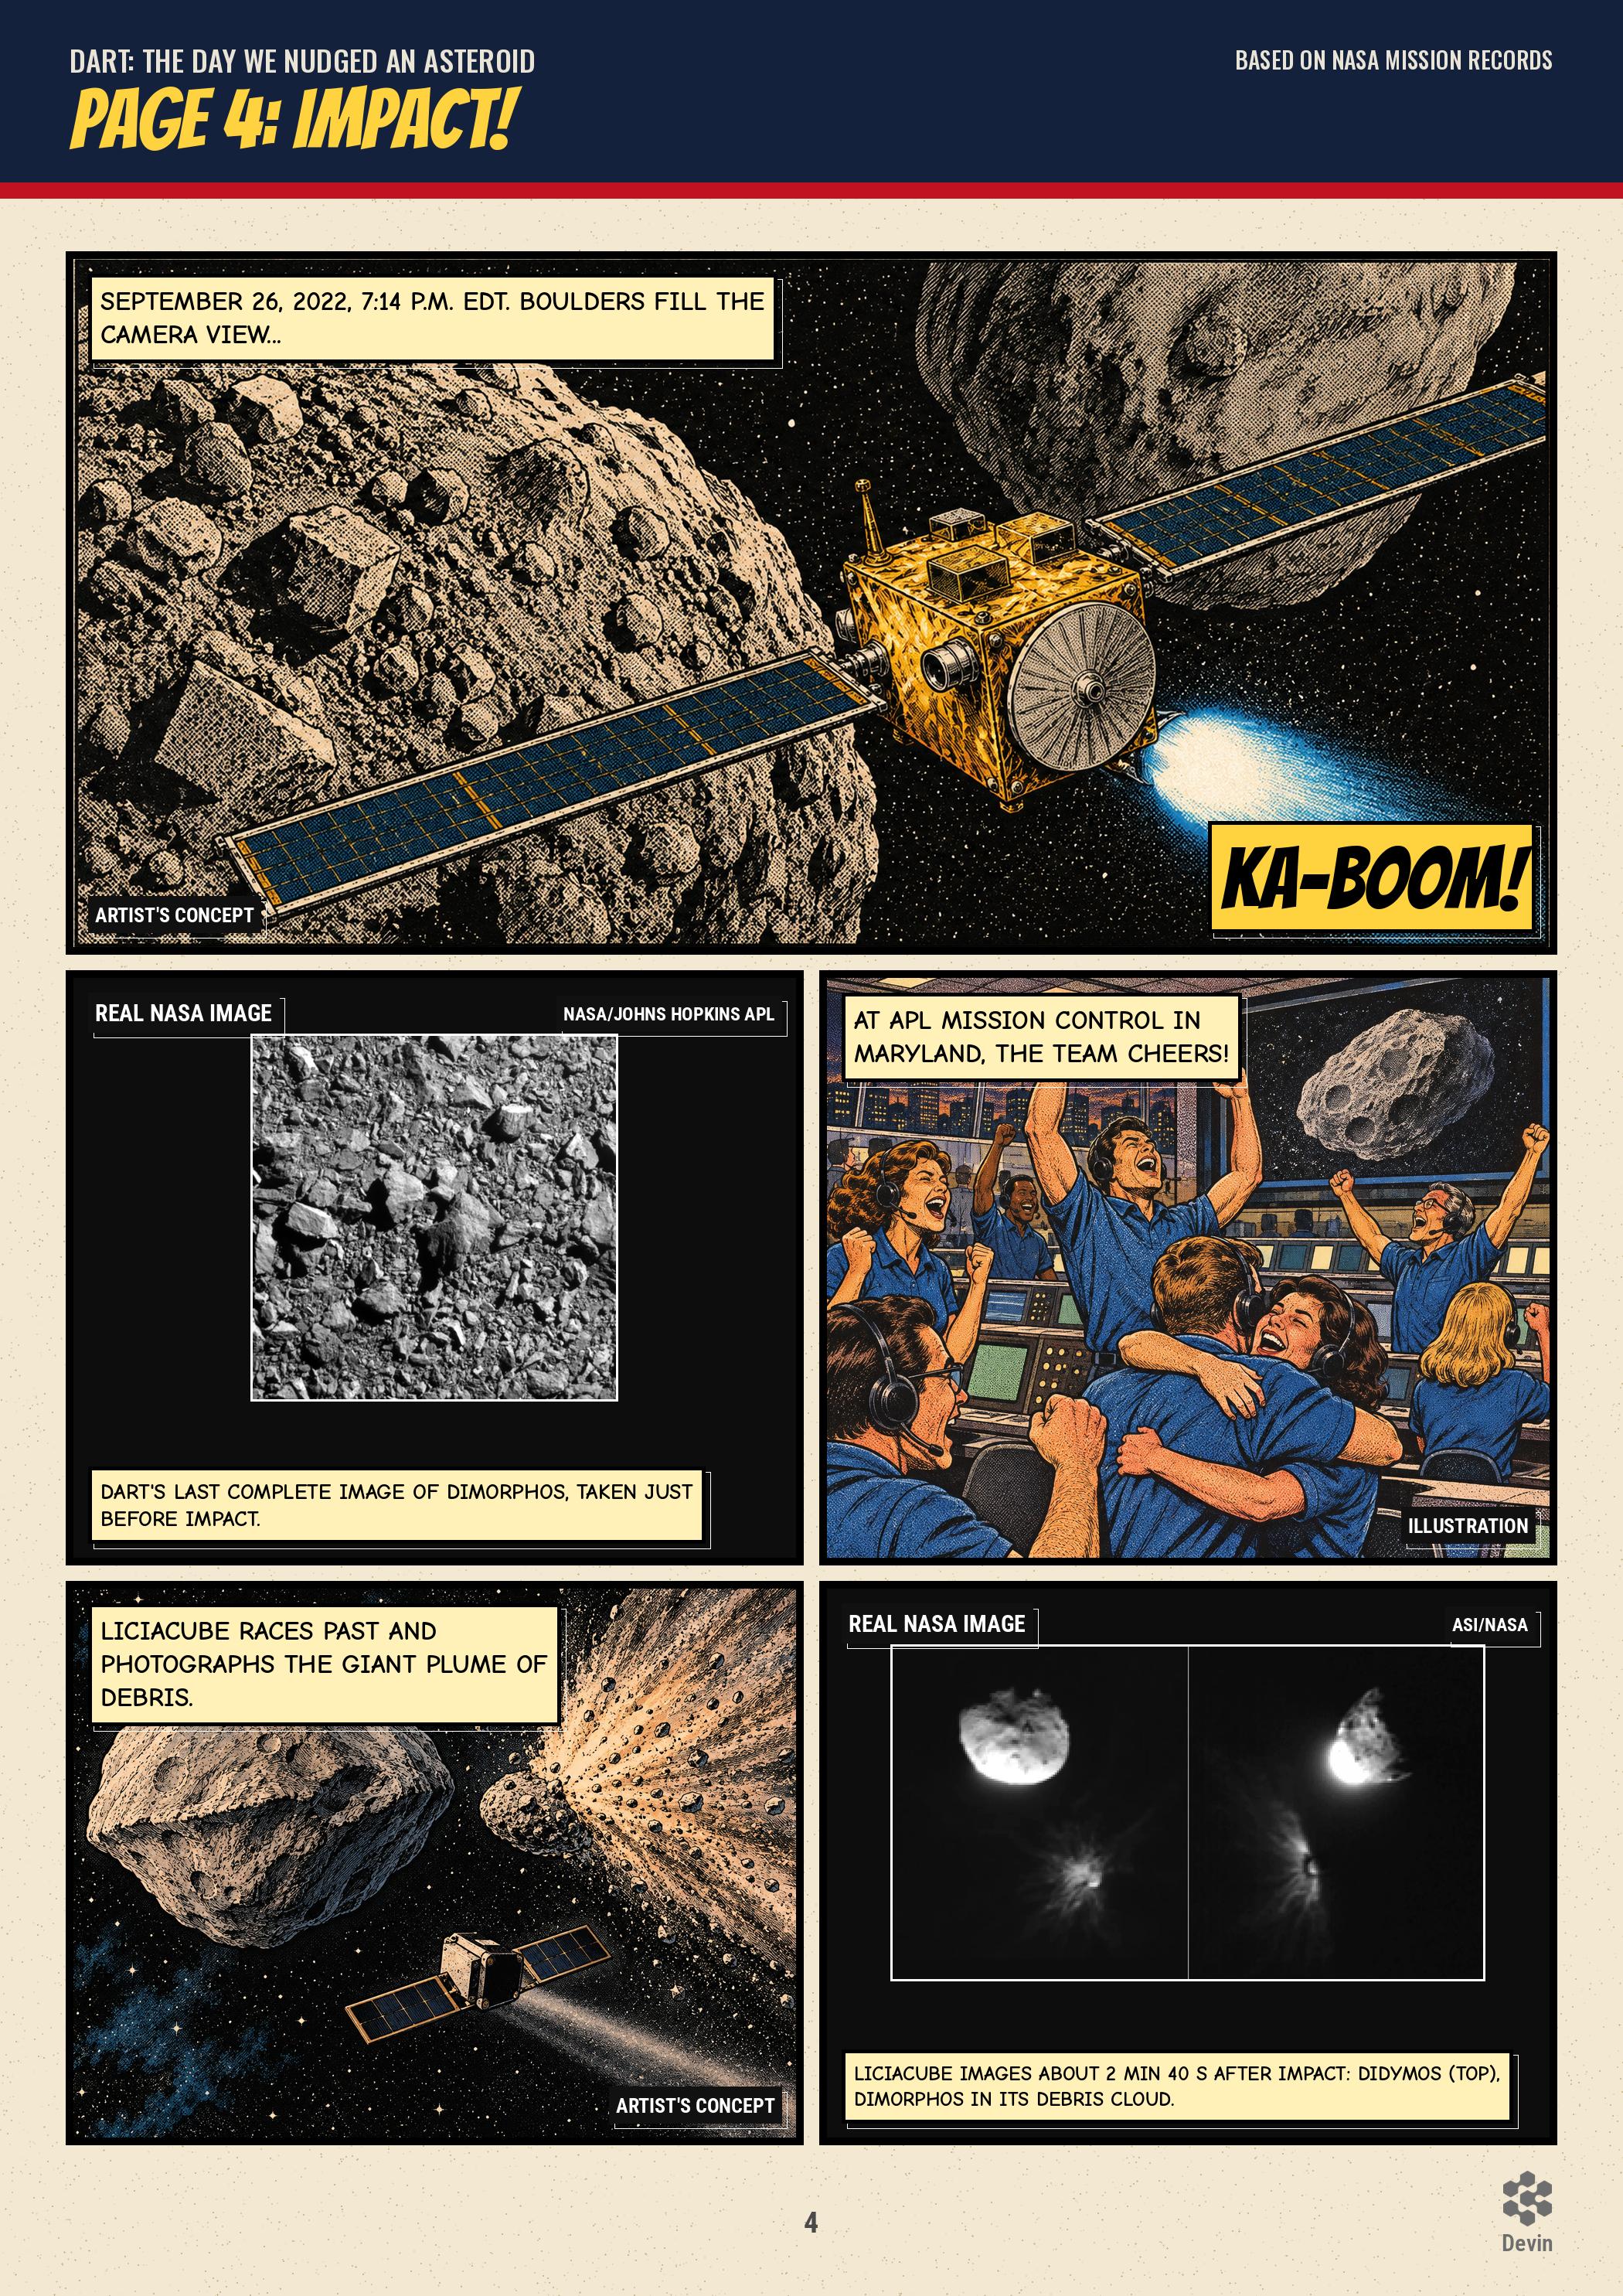 DART: THE DAY WE NUDGED AN ASTEROID
BASED ON NASA MISSION RECORDS
PAGE 4: IMPACT!
SEPTEMBER 26, 2022, 7:14 P.M. EDT. BOULDERS FILL THE
CAMERA VIEW...
KA-BOOM!
ARTIST'S CONCEPT
REAL NASA IMAGE
NASA/JOHNS HOPKINS APL
DART'S LAST COMPLETE IMAGE OF DIMORPHOS, TAKEN JUST
BEFORE IMPACT.
AT APL MISSION CONTROL IN
MARYLAND, THE TEAM CHEERS!
ILLUSTRATION
LICIACUBE RACES PAST AND
PHOTOGRAPHS THE GIANT PLUME OF
DEBRIS.
ARTIST'S CONCEPT
REAL NASA IMAGE
ASI/NASA
LICIACUBE IMAGES ABOUT 2 MIN 40 S AFTER IMPACT: DIDYMOS (TOP),
DIMORPHOS IN ITS DEBRIS CLOUD.
4
Devin